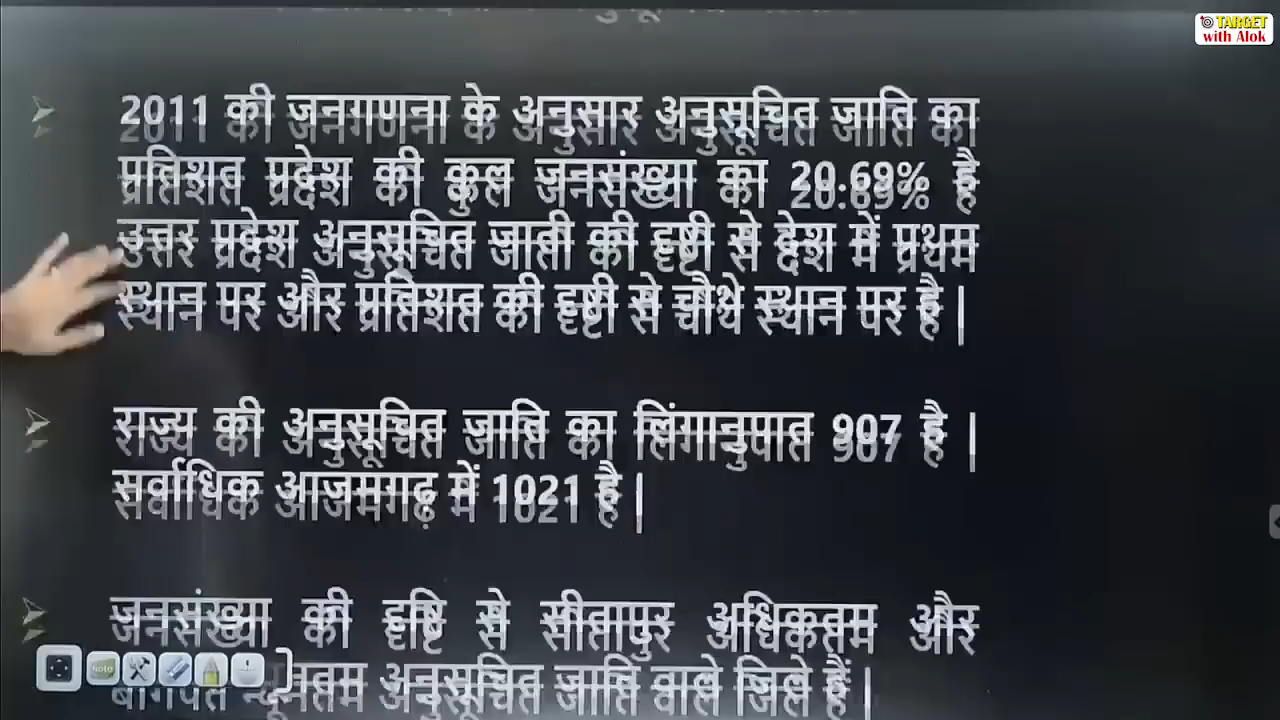 TARGET
with Alok
2011 की जनगणना के अनुसार अनुसूचित जाति का
प्रतिशत प्रदेश की कुल जनसंख्या का 20.69% है
उत्तर प्रदेश अनुसूचित जाती की दृष्टी से देश में प्रथम
स्थान पर और प्रतिशत की दृष्टी से चौथे स्थान पर है |
राज्य की अनुसूचित जाति का लिंगानुपात 907 है |
सर्वाधिक आजमगढ़ में 1021 है |
जनसंख्या की दृष्टि से सीतापुर अधिकतम और
बागपत न्यूनतम अनुसूचित जाति वाले जिले हैं |